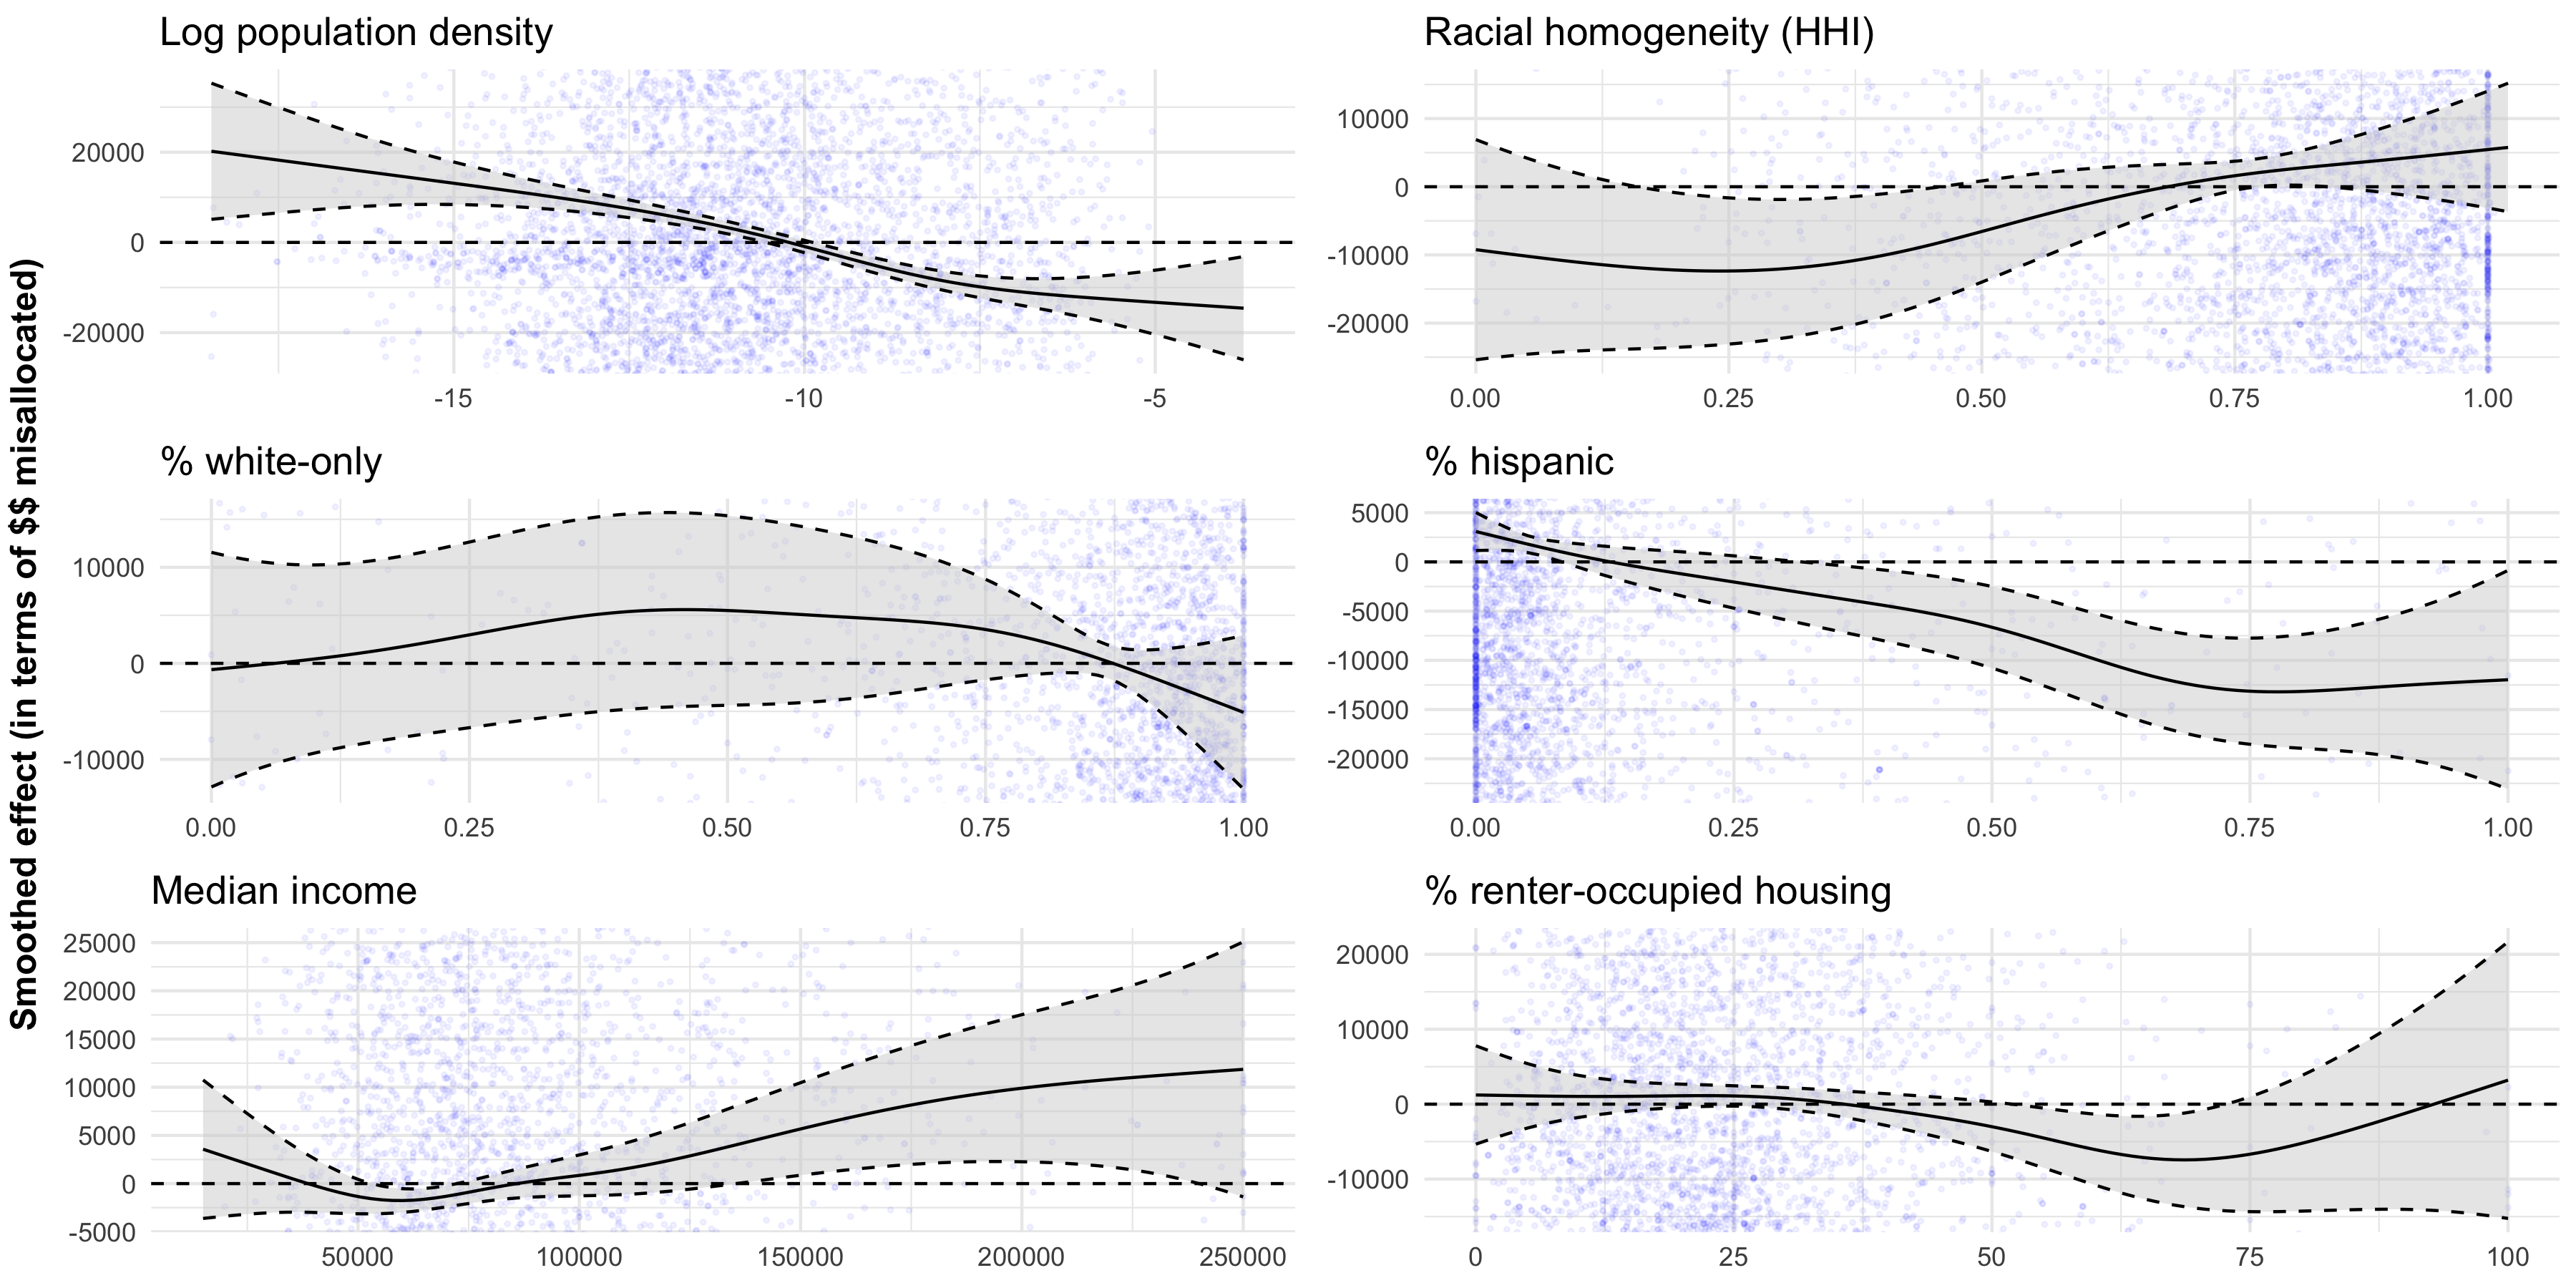 Smoothed effect (in terms of $$ misallocated)
Log population density
20000
0
-20000
-15 -10 -5
Racial homogeneity (HHI)
10000
0
-10000
-20000
0.00 0.25 0.50 0.75 1.00
% white-only
10000
0
-10000
0.00 0.25 0.50 0.75 1.00
% hispanic
5000
0
-5000
-10000
-15000
-20000
0.00 0.25 0.50 0.75 1.00
Median income
25000
20000
15000
10000
5000
0
-5000
50000 100000 150000 200000 250000
% renter-occupied housing
20000
10000
0
-10000
0 25 50 75 100